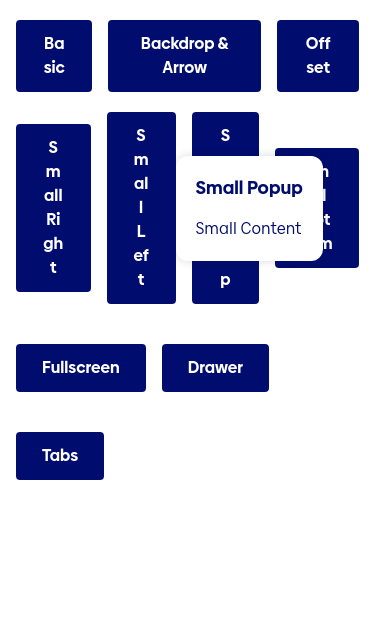 Ba
sic
Backdrop &
Arrow
Off
set
S
m
all
Ri
gh
t
S
m
al
l
L
ef
t
S
p
Small Popup
Small Content
Fullscreen
Drawer
Tabs